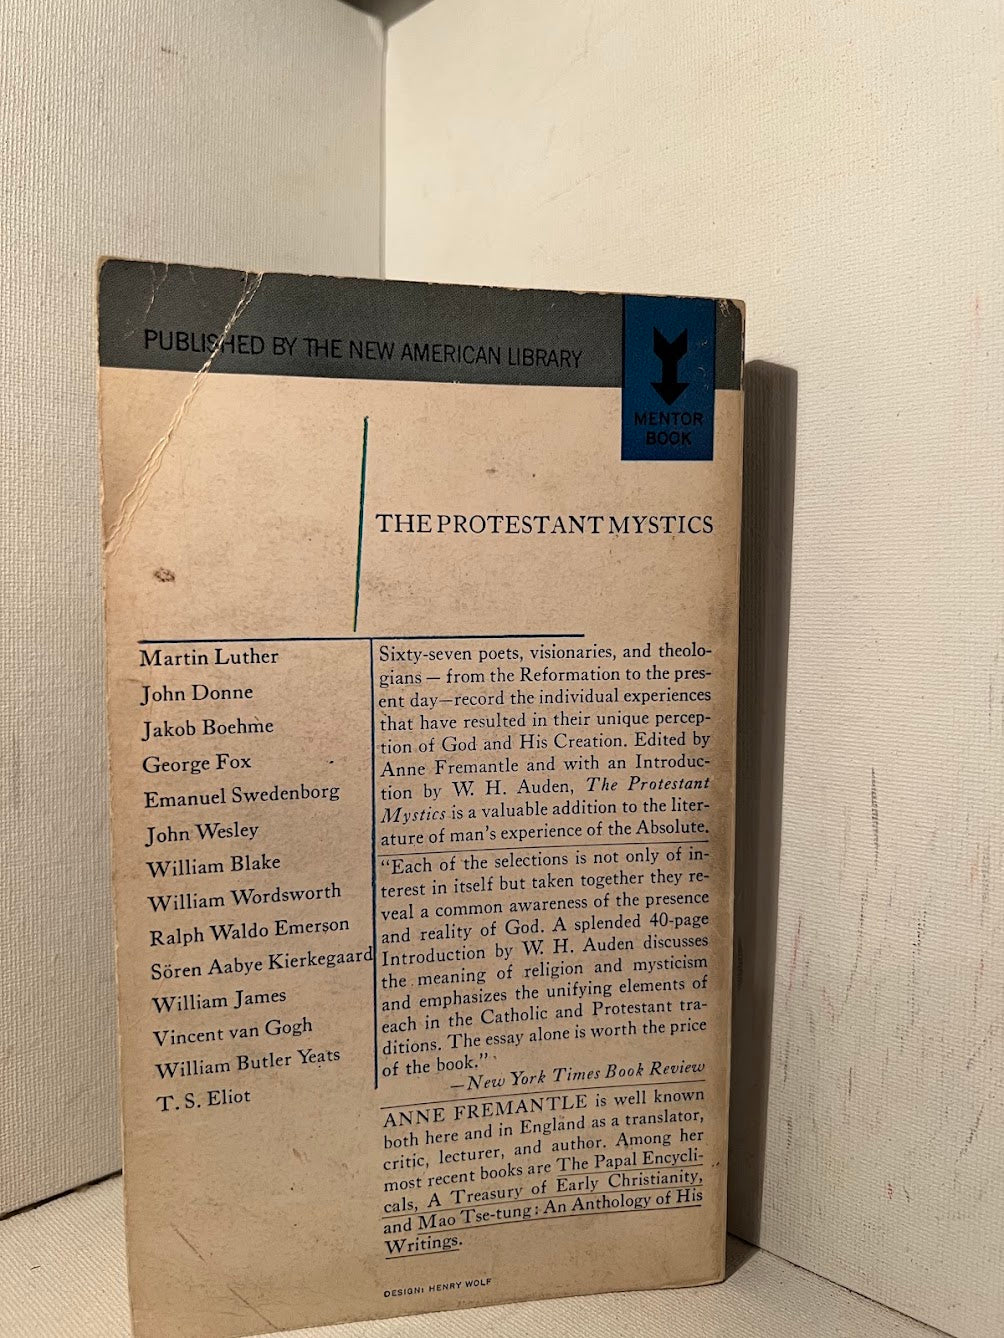 PUBLISHED BY THE NEW AMERICAN LIBRARY
MENTOR
BOOK
THE PROTESTANT MYSTICS
Martin Luther
John Donne
Jakob Boehme
George Fox
Emanuel Swedenborg
John Wesley
William Blake
William Wordsworth
Ralph Waldo Emerson
Sören Aabye Kierkegaard
William James
Vincent van Gogh
William Butler Yeats
T. S. Eliot
Sixty-seven poets, visionaries, and theolo-
gians — from the Reformation to the pres-
ent day—record the individual experiences
that have resulted in their unique percep-
tion of God and His Creation. Edited by
Anne Fremantle and with an Introduc-
tion by W. H. Auden, The Protestant
Mystics is a valuable addition to the liter-
ature of man's experience of the Absolute.
"Each of the selections is not only of in-
terest in itself but taken together they re-
veal a common awareness of the presence
and reality of God. A splended 40-page
Introduction by W. H. Auden discusses
the meaning of religion and mysticism
and emphasizes the unifying elements of
each in the Catholic and Protestant tra-
ditions. The essay alone is worth the price
of the book."
—New York Times Book Review
ANNE FREMANTLE is well known
both here and in England as a translator,
critic, lecturer, and author. Among her
most recent books are The Papal Encycli-
cals, A Treasury of Early Christianity,
and Mao Tse-tung: An Anthology of His
Writings.
DESIGN: HENRY WOLF